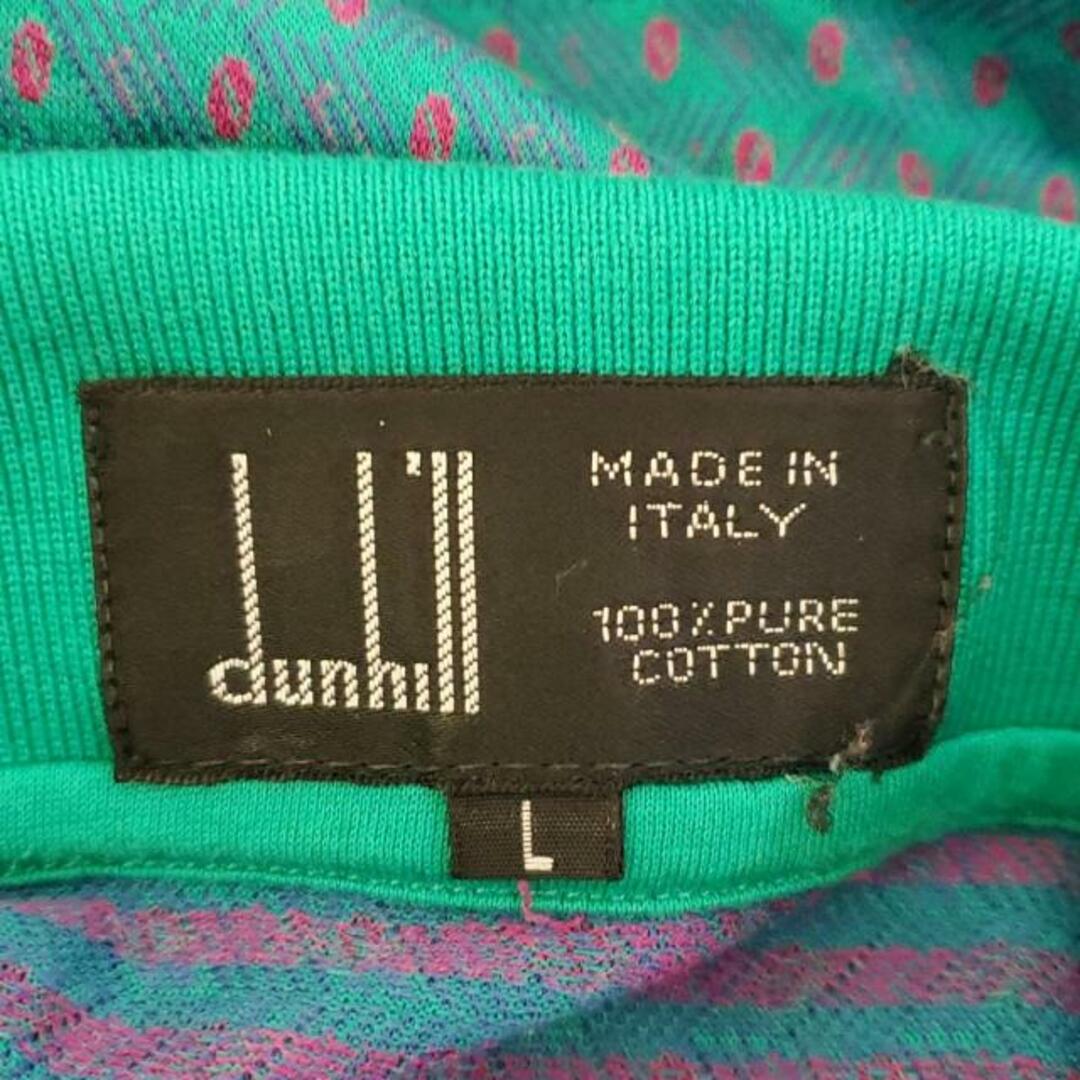 dunhill
MADE IN
ITALY
100% PURE
COTTON
L